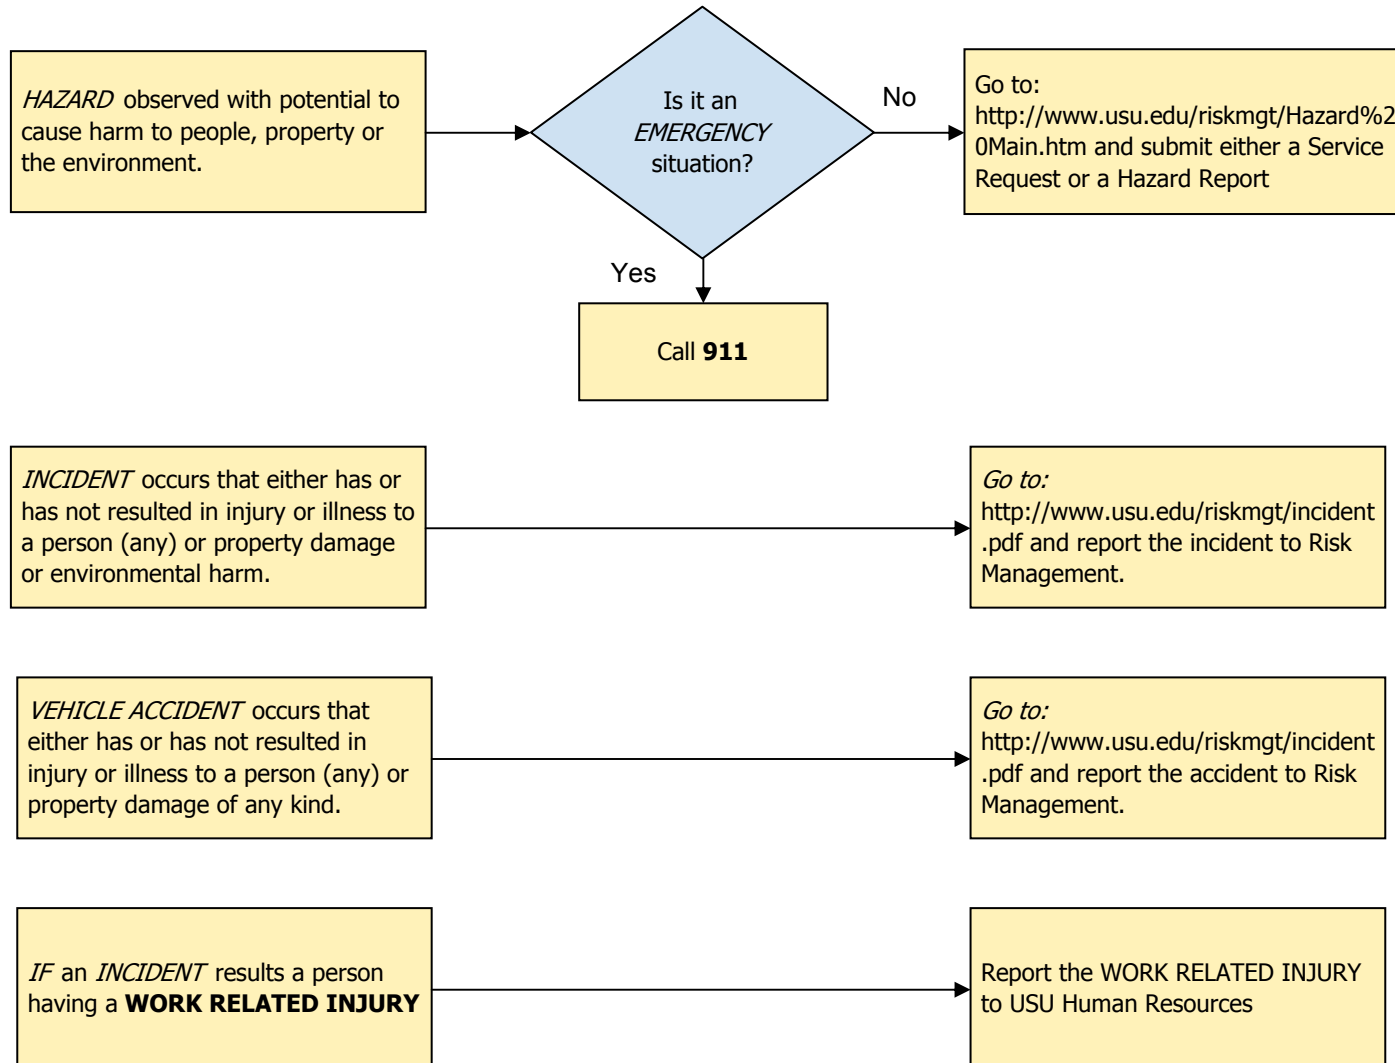 HAZARD observed with potential to
cause harm to people, property or
the environment.
Is it an
EMERGENCY
situation?
No
Go to:
http://www.usu.edu/riskmgt/Hazard%2
0Main.htm and submit either a Service
Request or a Hazard Report
Yes
Call 911
INCIDENT occurs that either has or
has not resulted in injury or illness to
a person (any) or property damage
or environmental harm.
Go to:
http://www.usu.edu/riskmgt/incident
.pdf and report the incident to Risk
Management.
VEHICLE ACCIDENT occurs that
either has or has not resulted in
injury or illness to a person (any) or
property damage of any kind.
Go to:
http://www.usu.edu/riskmgt/incident
.pdf and report the accident to Risk
Management.
IF an INCIDENT results a person
having a WORK RELATED INJURY
Report the WORK RELATED INJURY
to USU Human Resources